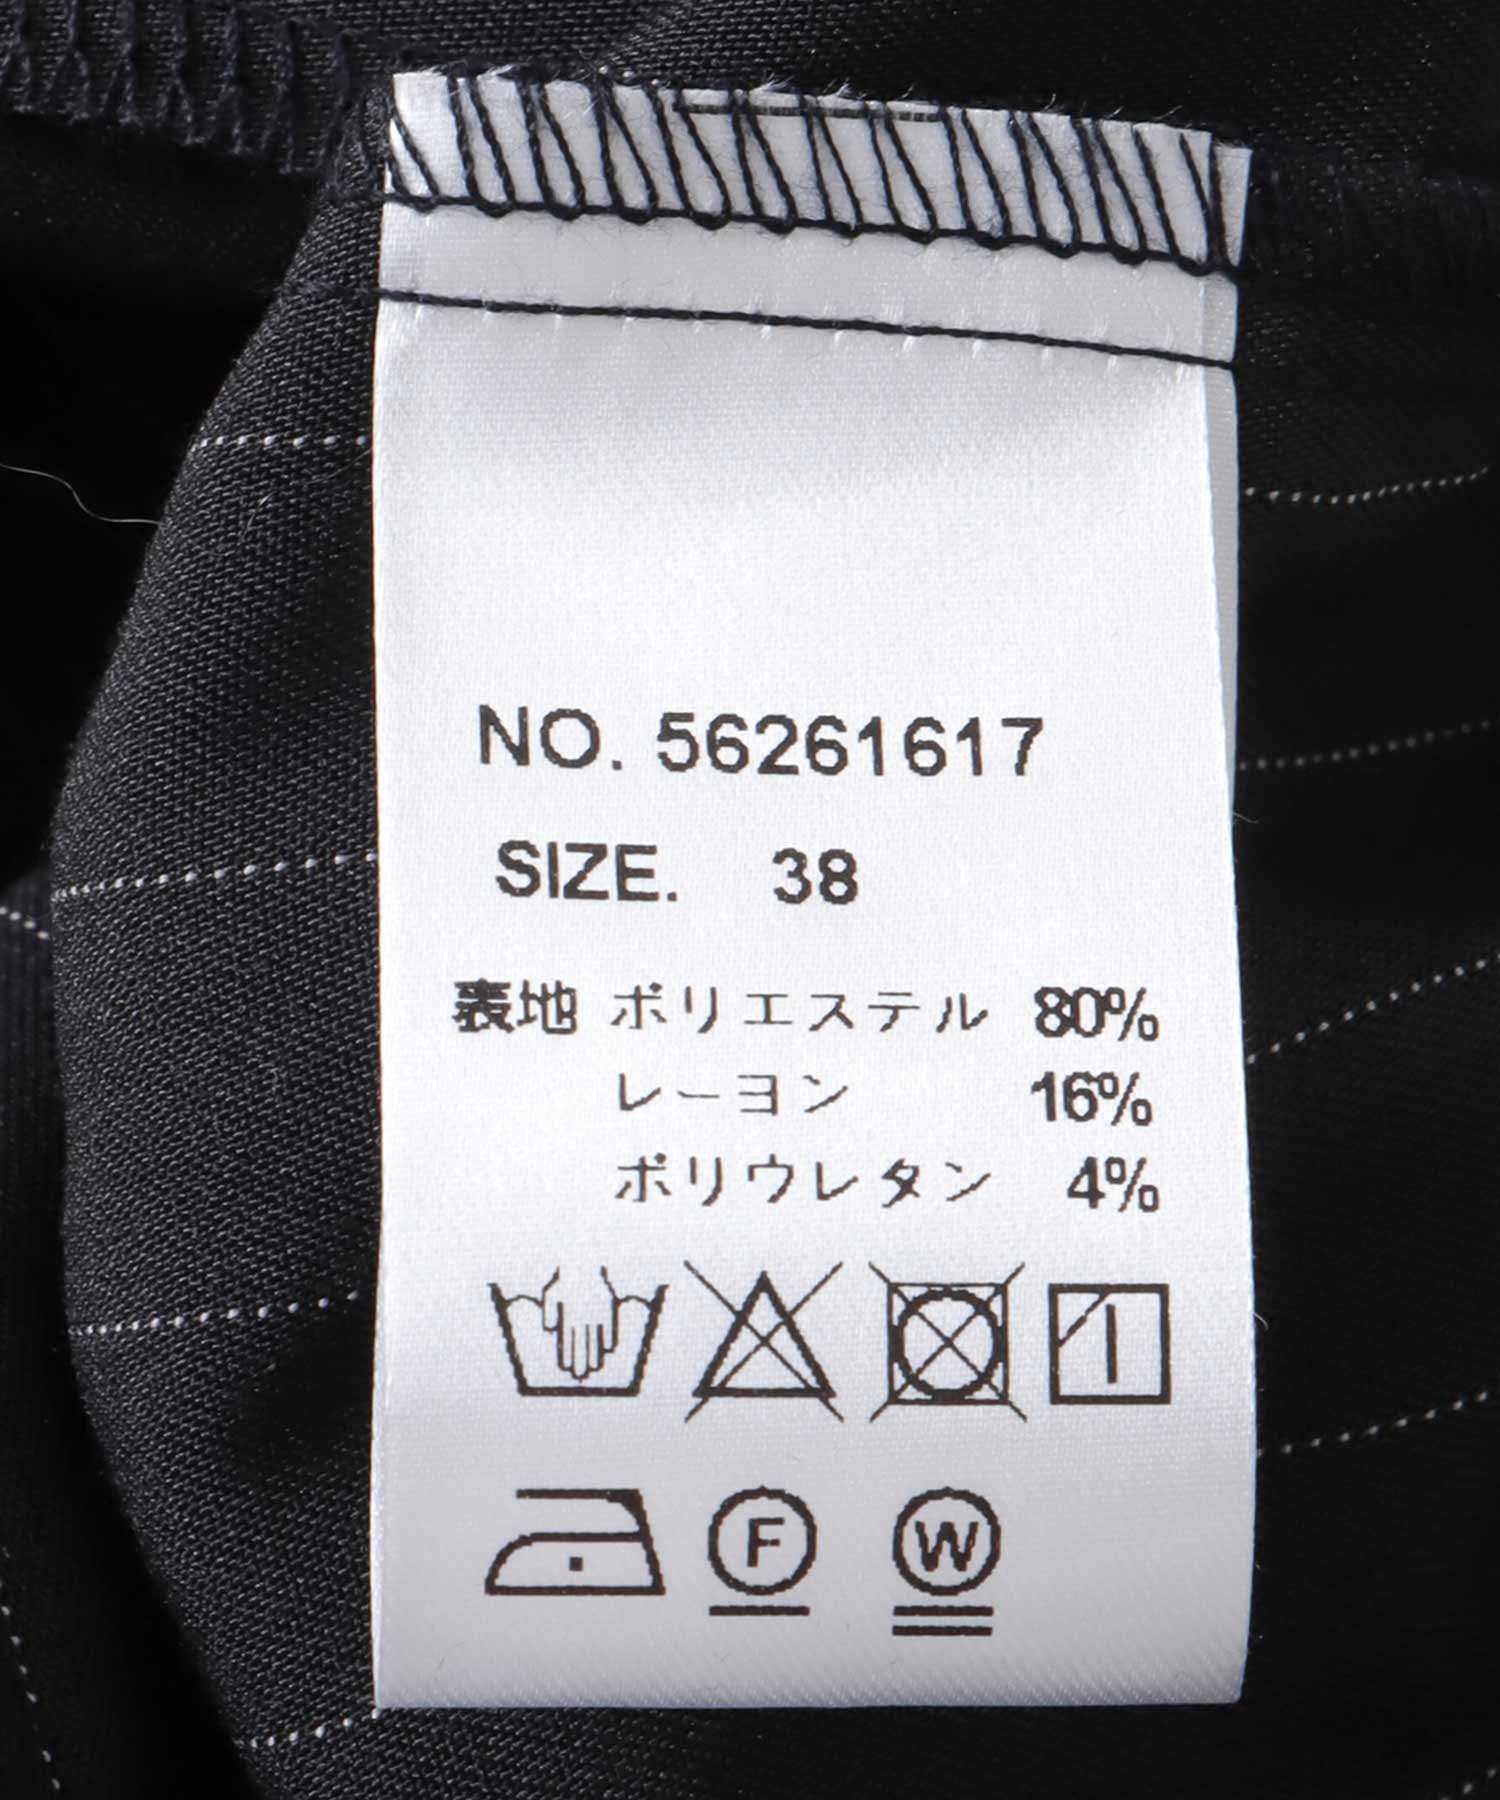 NO. 56261617
SIZE. 38
表地 ポリエステル 80%
レーヨン 16%
ポリウレタン 4%
F W